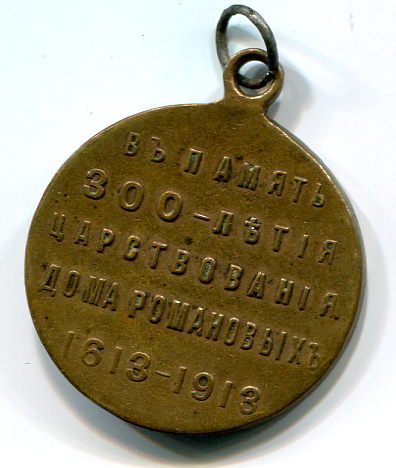 ВЪ ПАМЯТЬ
300-ЛѢТІЯ
ЦАРСТВОВАНІЯ
ДОМА РОМАНОВЫХЪ
1613-1913